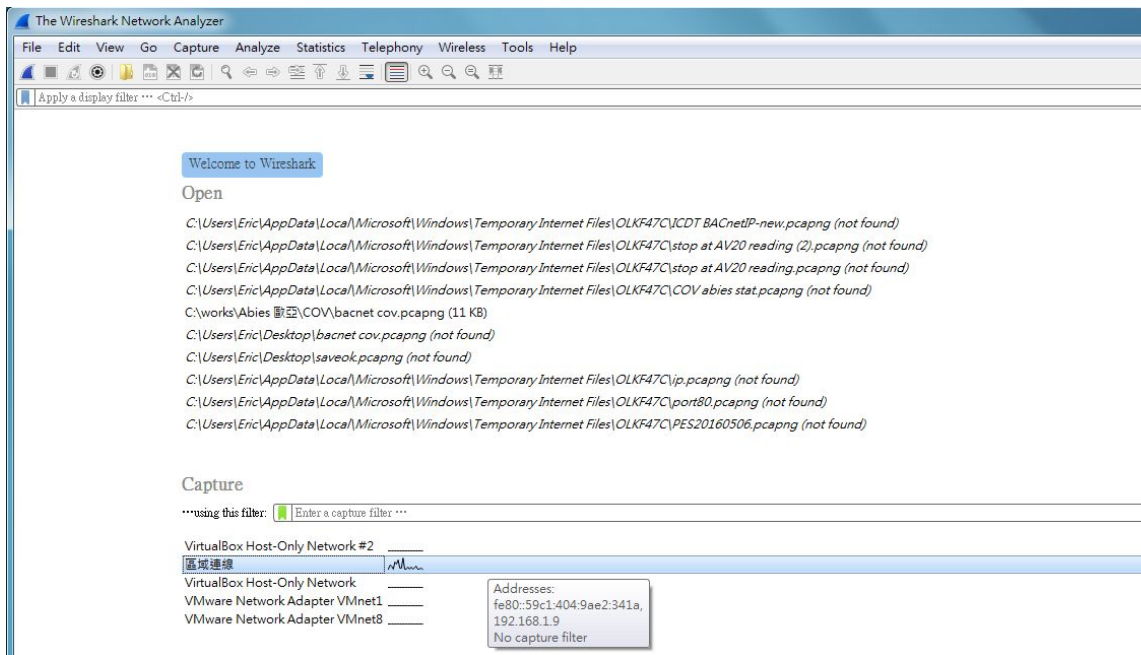 The Wireshark Network Analyzer
File Edit View Go Capture Analyze Statistics Telephony Wireless Tools Help
Apply a display filter ··· <Ctrl-/>
Welcome to Wireshark
Open
C:\Users\Eric\AppData\Local\Microsoft\Windows\Temporary Internet Files\OLKF47C\ICDT BACnetIP-new.pcapng (not found)
C:\Users\Eric\AppData\Local\Microsoft\Windows\Temporary Internet Files\OLKF47C\stop at AV20 reading (2).pcapng (not found)
C:\Users\Eric\AppData\Local\Microsoft\Windows\Temporary Internet Files\OLKF47C\stop at AV20 reading.pcapng (not found)
C:\Users\Eric\AppData\Local\Microsoft\Windows\Temporary Internet Files\OLKF47C\COV abies stat.pcapng (not found)
C:\works\Abies 歐亞\COV\bacnet cov.pcapng (11 KB)
C:\Users\Eric\Desktop\bacnet cov.pcapng (not found)
C:\Users\Eric\Desktop\saveok.pcapng (not found)
C:\Users\Eric\AppData\Local\Microsoft\Windows\Temporary Internet Files\OLKF47C\ip.pcapng (not found)
C:\Users\Eric\AppData\Local\Microsoft\Windows\Temporary Internet Files\OLKF47C\port80.pcapng (not found)
C:\Users\Eric\AppData\Local\Microsoft\Windows\Temporary Internet Files\OLKF47C\PES20160506.pcapng (not found)
Capture
···using this filter: Enter a capture filter ···
VirtualBox Host-Only Network #2
區域連線
VirtualBox Host-Only Network
VMware Network Adapter VMnet1
VMware Network Adapter VMnet8
Addresses:
fe80::59c1:404:9ae2:341a,
192.168.1.9
No capture filter